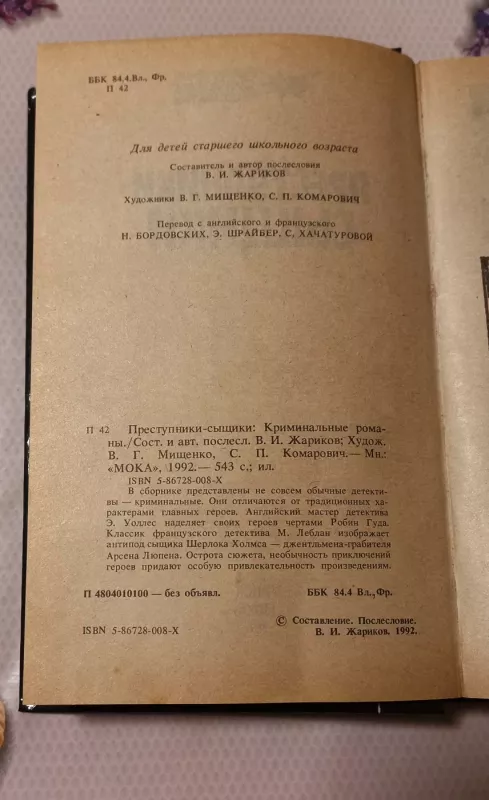 ББК 84.4.Вл., Фр.
П 42
Для детей старшего школьного возраста
Составитель и автор послесловия
В. И. ЖАРИКОВ
Художники В. Г. МИЩЕНКО, С. П. КОМАРОВИЧ
Перевод с английского и французского
Н. БОРДОВСКИХ, Э. ШРАЙБЕР, С, ХАЧАТУРОВОЙ
П 42 Преступники-сыщики: Криминальные рома-
ны./Сост. и авт. послесл. В. И. Жариков; Худож.
В. Г. Мищенко, С. П. Комарович.— Мн.:
«МОКА», 1992.— 543 с.; ил.
ISBN 5-86728-008-X
В сборнике представлены не совсем обычные детекти-
вы — криминальные. Они отличаются от традиционных ха-
рактерами главных героев. Английский мастер детектива
Э. Уоллес наделяет своих героев чертами Робин Гуда.
Классик французского детектива М. Леблан изображает
антипод сыщика Шерлока Холмса — джентльмена-грабителя
Арсена Люпена. Острота сюжета, необычность приключений
героев придают особую привлекательность произведениям.
П 4804010100 — без объявл. ББК 84.4 Вл.,Фр.
ISBN 5-86728-008-X
© Составление. Послесловие.
В. И. Жариков. 1992.